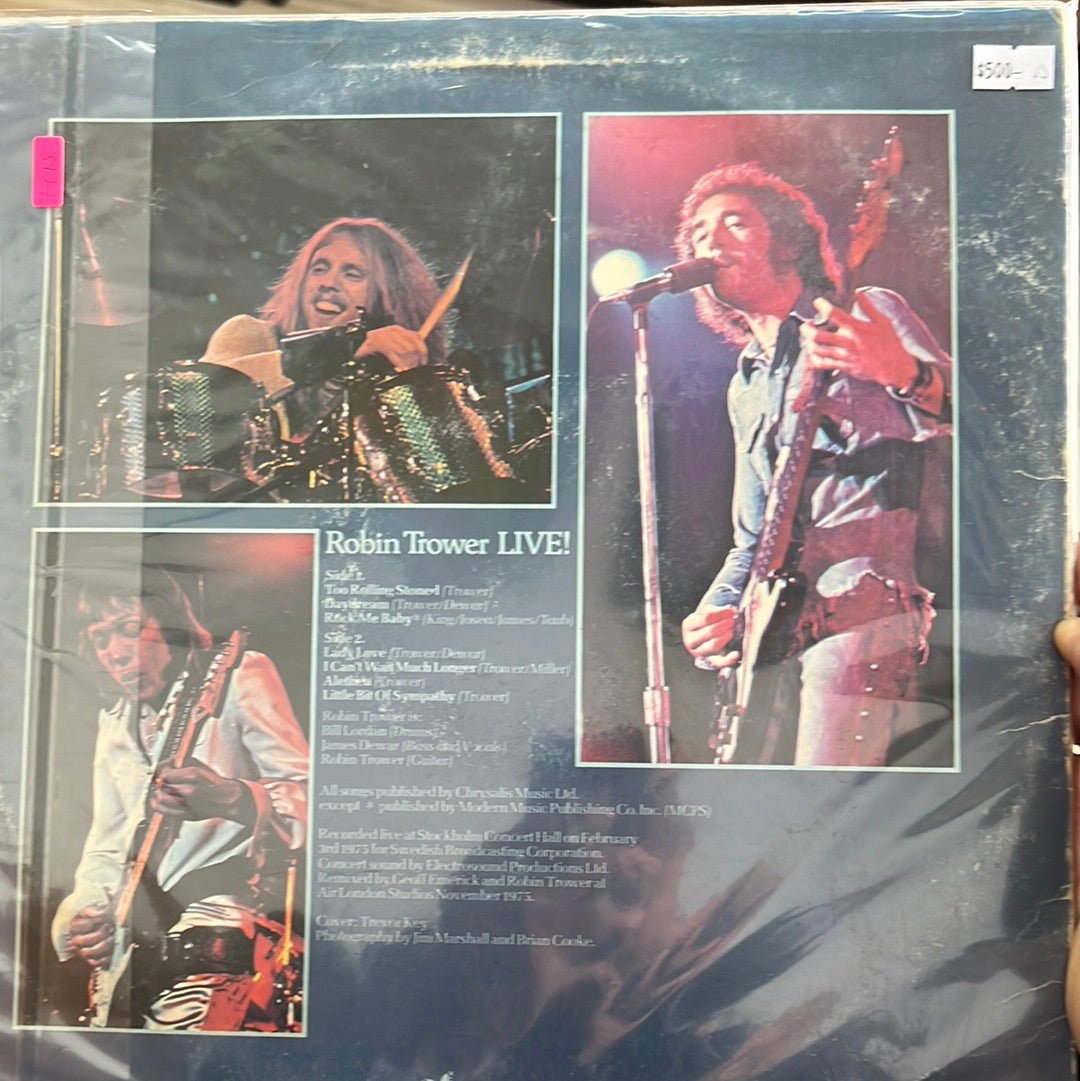 $500-
Robin Trower LIVE!
Side 1.
Too Rolling Stoned (Trower)
Daydream (Trower/Dewar)
Rock Me Baby* (King/Josea/James/Taub)
Side 2.
Lady Love (Trower/Dewar)
I Can't Wait Much Longer (Trower/Miller)
Alethea (Trower)
Little Bit Of Sympathy (Trower)
Robin Trower is:
Bill Lordan (Drums)
James Dewar (Bass and Vocals)
Robin Trower (Guitar)
All songs published by Chrysalis Music Ltd.
except * published by Modern Music Publishing Co. Inc. (MCPS)
Recorded live at Stockholm Concert Hall on February
3rd 1975 for Swedish Broadcasting Corporation.
Concert sound by Electrosound Productions Ltd.
Remixed by Geoff Emerick and Robin Trower at
Air London Studios November 1975.
Cover: Trevor Key
Photography by Jim Marshall and Brian Cooke.